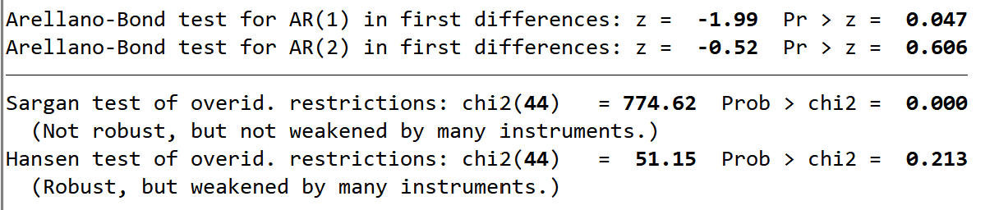 Arellano-Bond test for AR(1) in first differences: z =  -1.99  Pr > z =  0.047
Arellano-Bond test for AR(2) in first differences: z =  -0.52  Pr > z =  0.606
Sargan test of overid. restrictions: chi2(44)   = 774.62  Prob > chi2 =  0.000
  (Not robust, but not weakened by many instruments.)
Hansen test of overid. restrictions: chi2(44)   =  51.15  Prob > chi2 =  0.213
  (Robust, but weakened by many instruments.)